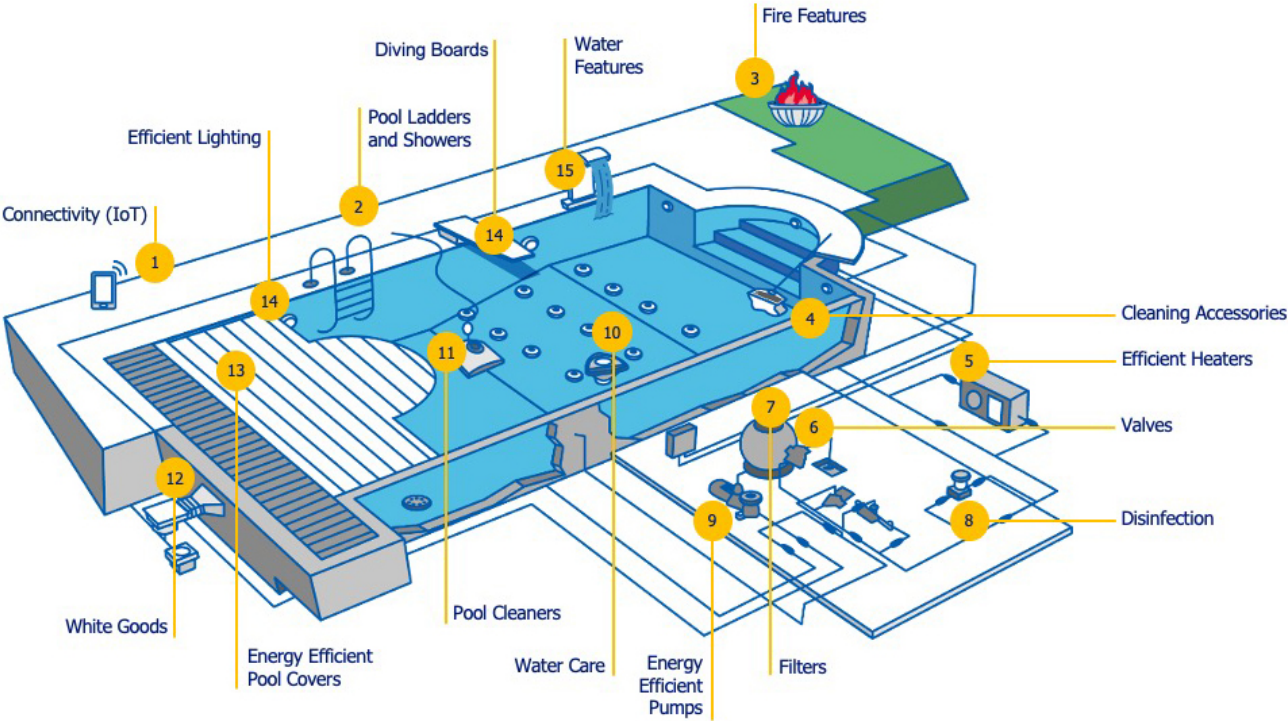 Fire Features
3
Diving Boards
Water
Features
Pool Ladders
and Showers
Efficient Lighting
15
2
Connectivity (IoT)
14
1
14
4
Cleaning Accessories
10
11
5
Efficient Heaters
13
7
6
Valves
12
9
8
Disinfection
Pool Cleaners
White Goods
Energy Efficient
Pool Covers
Water Care
Energy
Efficient
Pumps
Filters